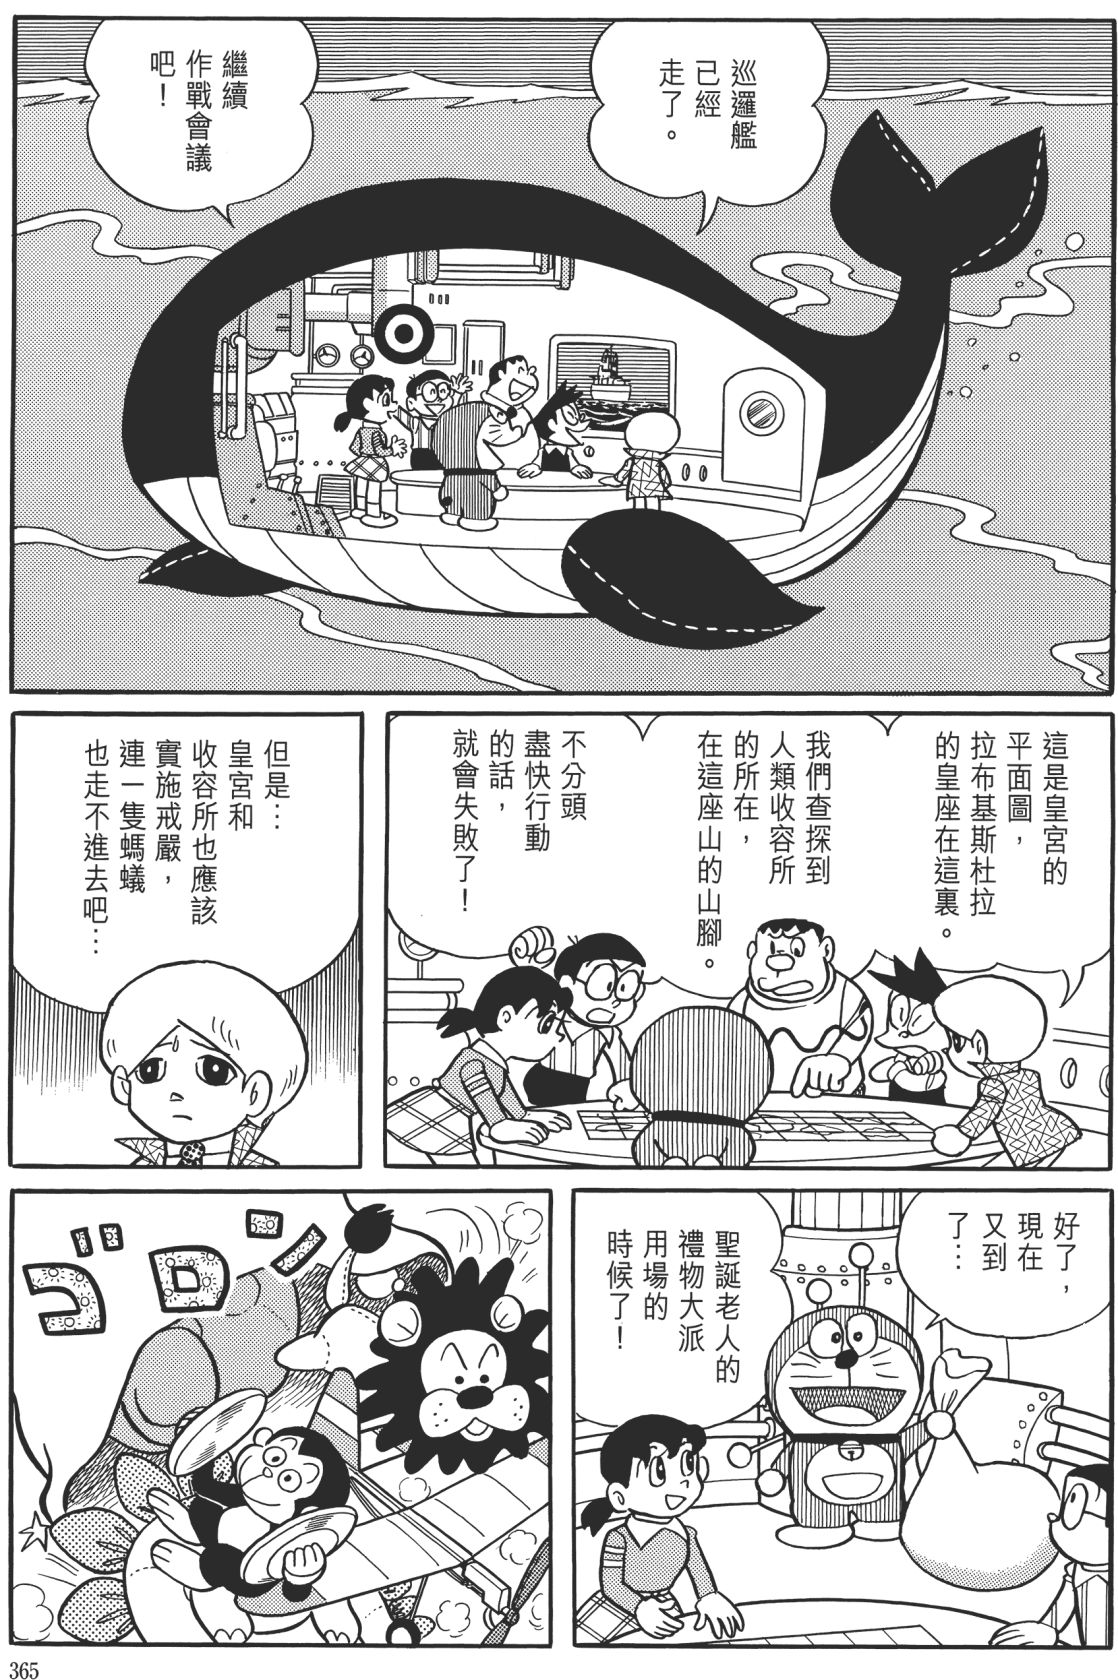 巡邏艦
已經
走了。
繼續
作戰會議
吧！
這是皇宮的
平面圖，
拉布基斯杜拉
的皇座在這裏。
我們查探到
人類收容所
的所在，
在這座山的山腳。
不分頭
盡快行動
的話，
就會失敗了！
但是…
皇宮和
收容所也應該
實施戒嚴，
連一隻螞蟻
也走不進去吧…
好了，
現在
又到
了…
聖誕老人的
禮物大派
用場的
時候了！
ゴロン
365